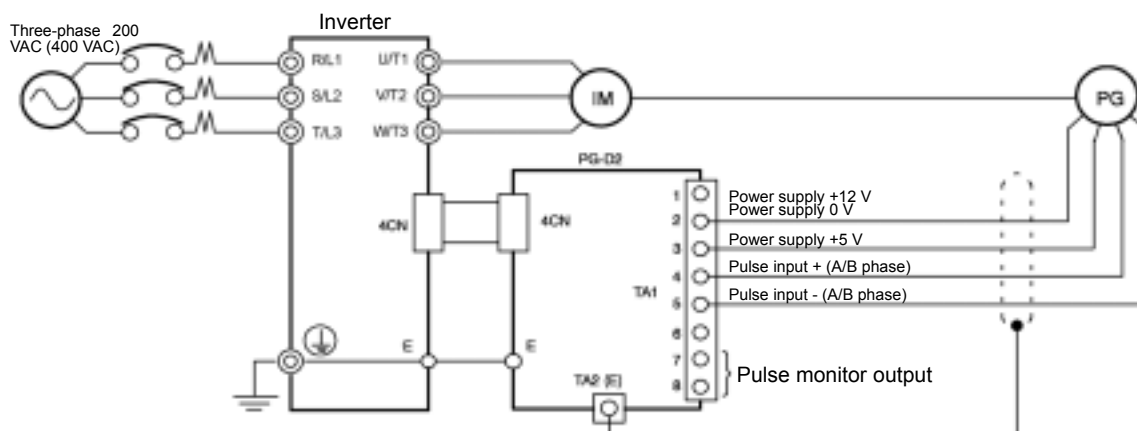 Three-phase 200
VAC (400 VAC)
Inverter
R/L1
U/T1
S/L2
V/T2
IM
PG
T/L3
W/T3
PG-D2
1
Power supply +12 V
2
Power supply 0 V
4CN
4CN
3
Power supply +5 V
4
Pulse input + (A/B phase)
TA1
5
Pulse input - (A/B phase)
6
E
E
7
Pulse monitor output
TA2 (E)
8